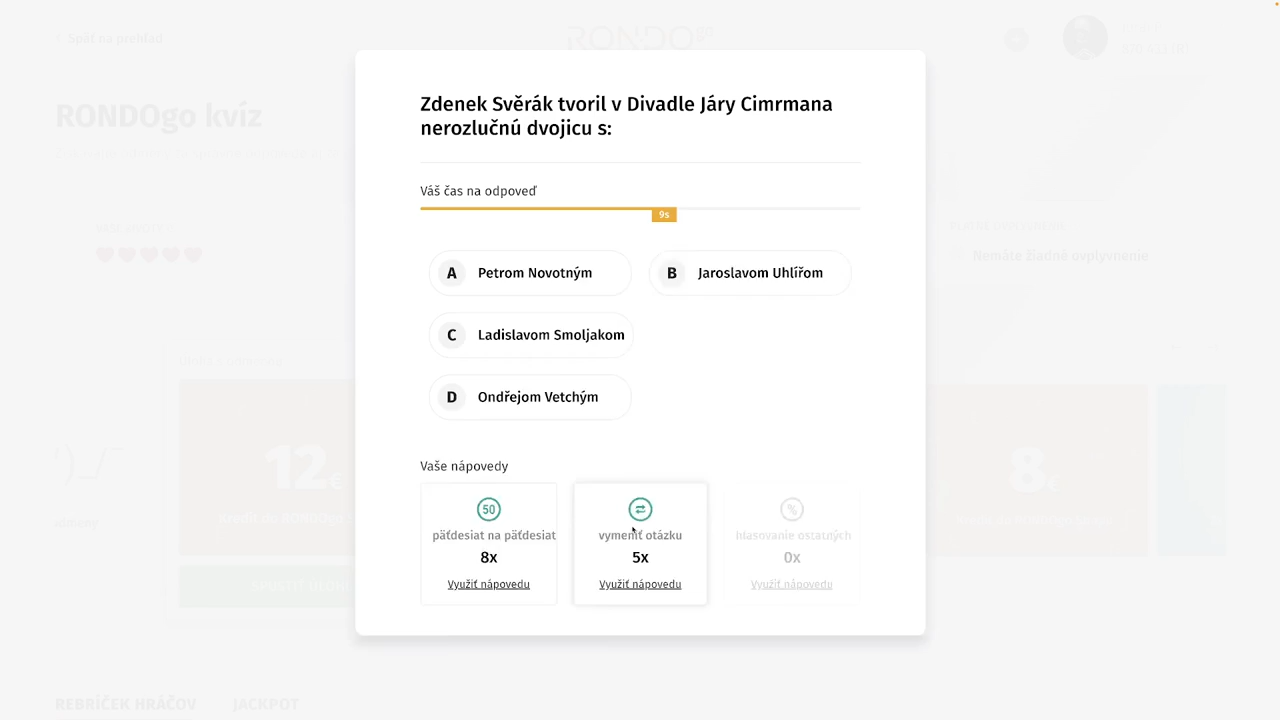 Späť na prehľad
RONDO
RONDOgo kvíz
Zdenek Svěrák tvoril v Divadle Járy Cimrmana
nerozlučnú dvojicu s:
Váš čas na odpoveď
9s
A Petrom Novotným
B Jaroslavom Uhlířom
C Ladislavom Smoljakom
D Ondřejom Vetchým
Nemáte žiadne ovplyvnenie
12€
8€
Vaše nápovedy
50
päťdesiat na päťdesiat
8x
Využiť nápovedu
vymeniť otázku
5x
Využiť nápovedu
%
hlasovanie ostatných
0x
Využiť nápovedu
REBRÍČEK HRÁČOV
JACKPOT